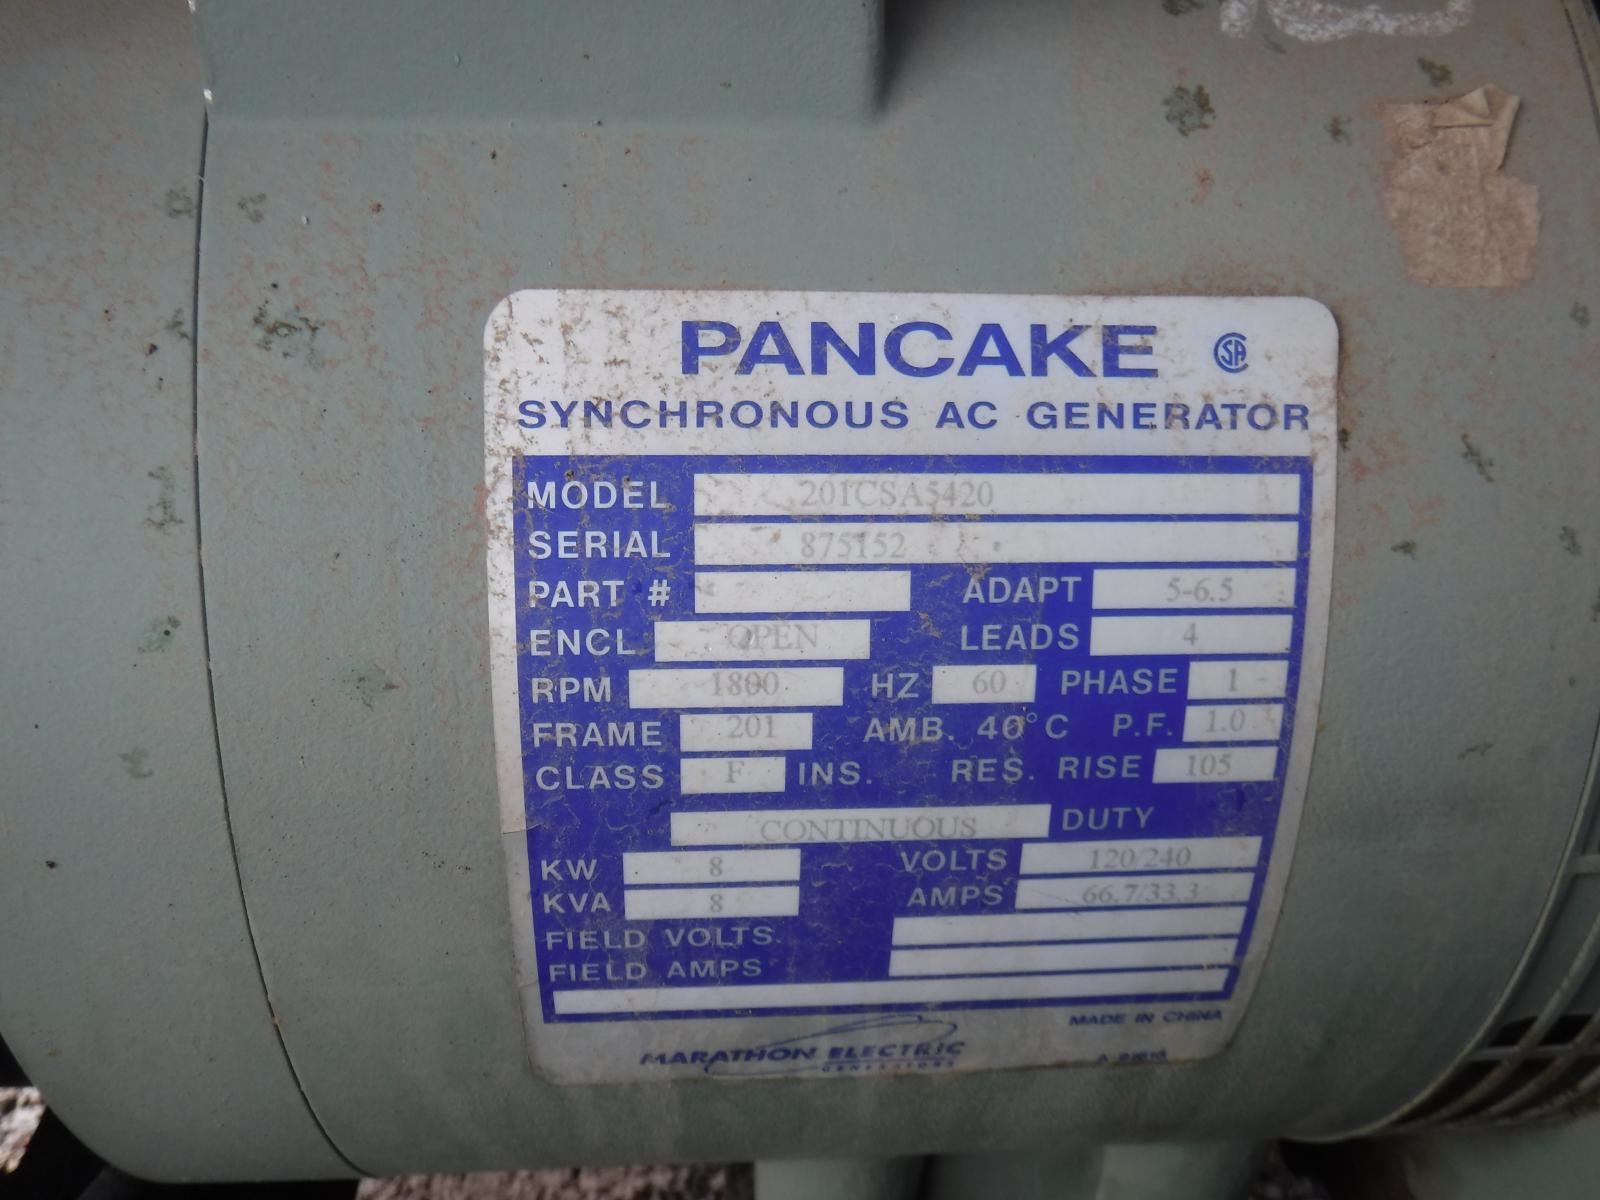 PANCAKE
SYNCHRONOUS AC GENERATOR
MODEL 201CSA5420
SERIAL 875152
PART # ADAPT 5-6.5
ENCL OPEN LEADS 4
RPM 1800 HZ 60 PHASE 1
FRAME 201 AMB. 40°C P.F. 1.0
CLASS F INS. RES. RISE 105
CONTINUOUS DUTY
KW 8 VOLTS 120/240
KVA 8 AMPS 66.7/33.3
FIELD VOLTS
FIELD AMPS
MADE IN CHINA
MARATHON ELECTRIC
GENERATORS